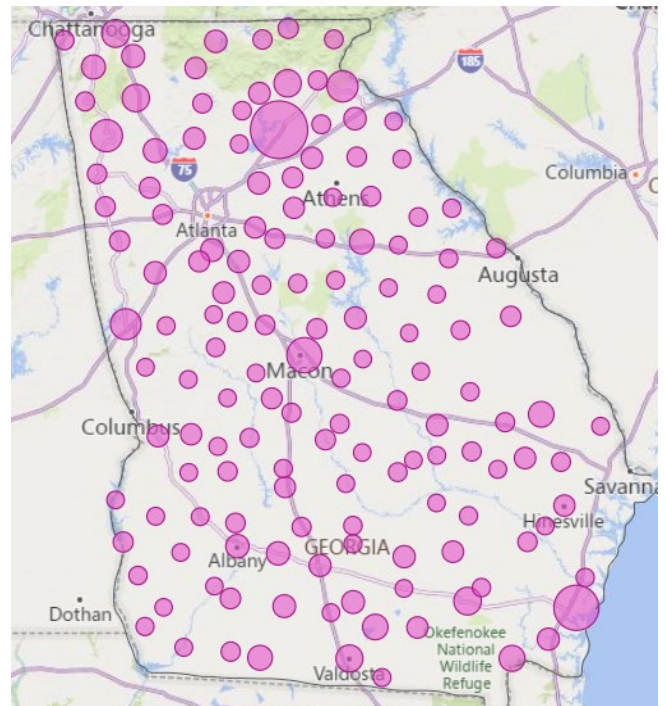 Chattanooga
185
75
Columbia
Athens
Atlanta
Augusta
Macon
Columbus
Savanna
Hinesville
GEORGIA
Albany
Dothan
Okefenokee
National
Wildlife
Refuge
Valdosta